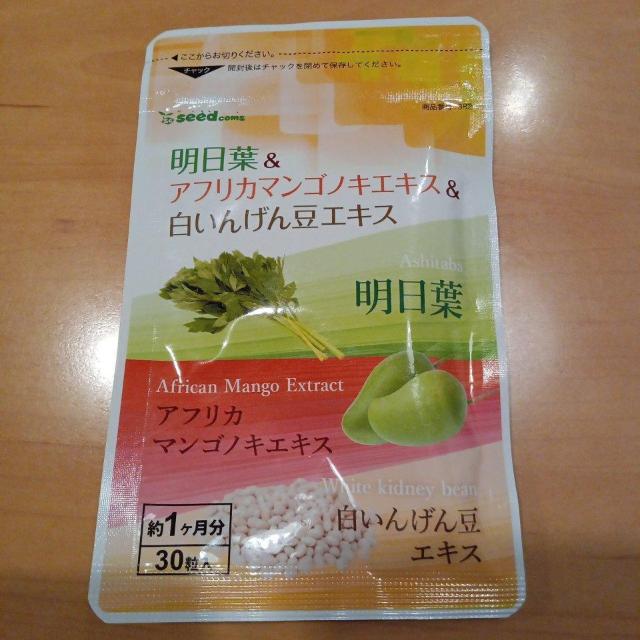 ここからお切りください。
チャック 開封後はチャックを閉めて保存してください。
seedcoms
商品番号
明日葉&
アフリカマンゴノキエキス&
白いんげん豆エキス
Ashitaba
明日葉
African Mango Extract
アフリカ
マンゴノキエキス
White kidney bean
白いんげん豆
エキス
約1ヶ月分
30粒入